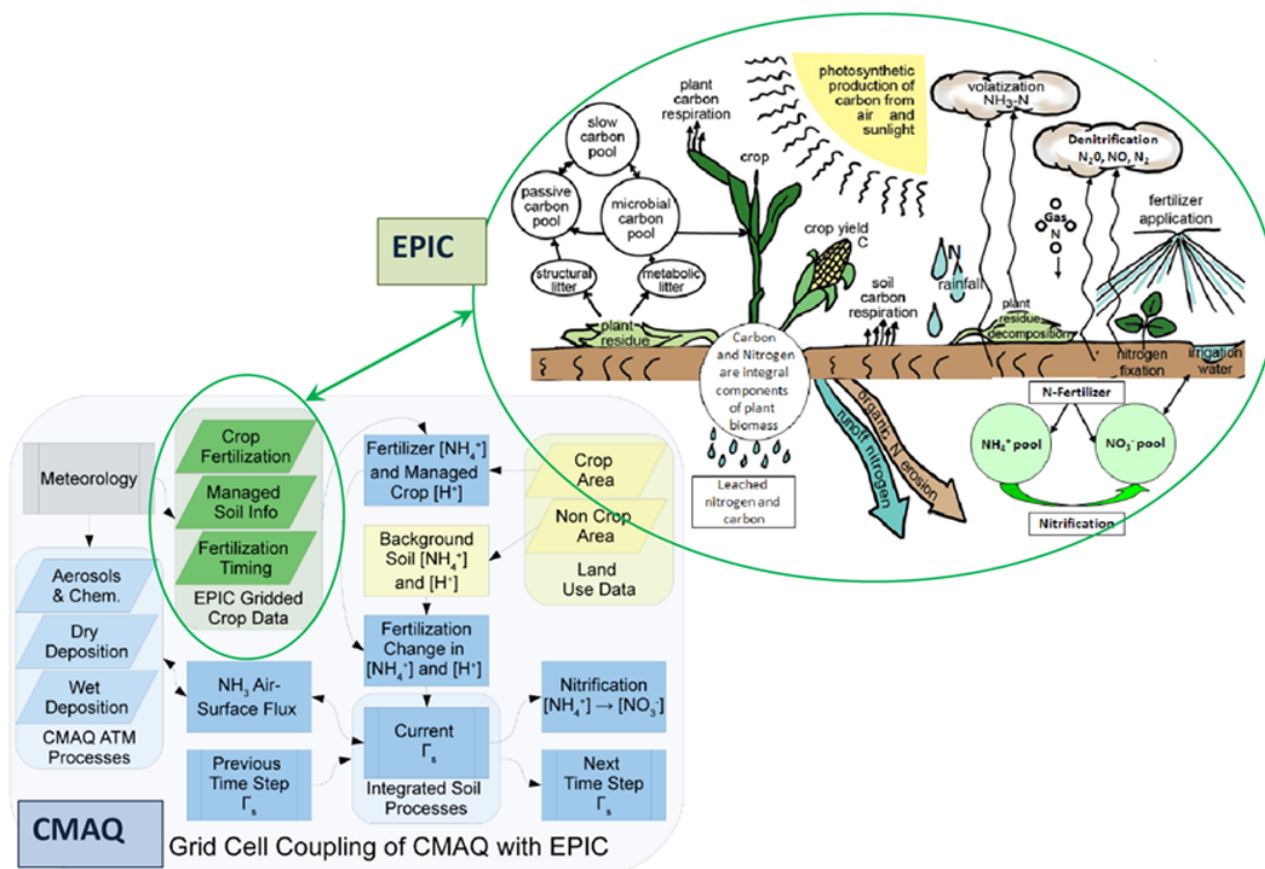 photosynthetic
production of
carbon from
air and
sunlight
volatization
NH₃-N
Denitrification
N₂0, NO, N₂
plant
carbon
respiration
slow
carbon
pool
crop
passive
carbon
pool
microbial
carbon
pool
fertilizer
application
Gas
N
crop yield
C
N
rainfall
EPIC
structural
litter
metabolic
litter
soil
carbon
respiration
plant
residue
decomposition
plant
residue
nitrogen
fixation
irrigation
water
Carbon
and Nitrogen
are integral
components
of plant
biomass
N-Fertilizer
NH₄⁺ pool
NO₃⁻ pool
Nitrification
runoff nitrogen
organic N erosion
Leached
nitrogen and
carbon
Meteorology
Crop
Fertilization
Managed
Soil Info
Fertilization
Timing
EPIC Gridded
Crop Data
Fertilizer [NH₄⁺]
and Managed
Crop [H⁺]
Crop
Area
Non Crop
Area
Land
Use Data
Background
Soil [NH₄⁺]
and [H⁺]
Aerosols
& Chem.
Dry
Deposition
Wet
Deposition
CMAQ ATM
Processes
Fertilization
Change in
[NH₄⁺] and [H⁺]
NH₃ Air-
Surface Flux
Nitrification
[NH₄⁺] → [NO₃⁻]
Current
Γₛ
Integrated Soil
Processes
Previous
Time Step
Γₛ
Next
Time Step
Γₛ
CMAQ
Grid Cell Coupling of CMAQ with EPIC